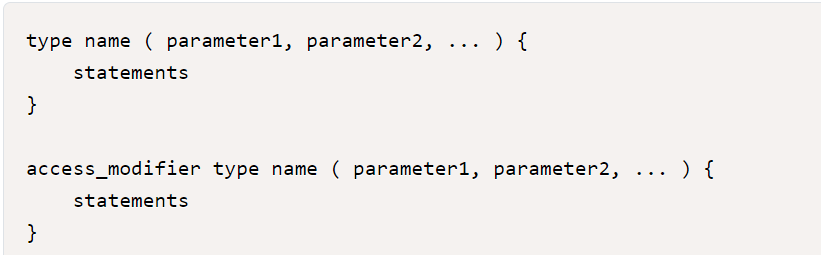 type name ( parameter1, parameter2, ... ) {
    statements
}
access_modifier type name ( parameter1, parameter2, ... ) {
    statements
}